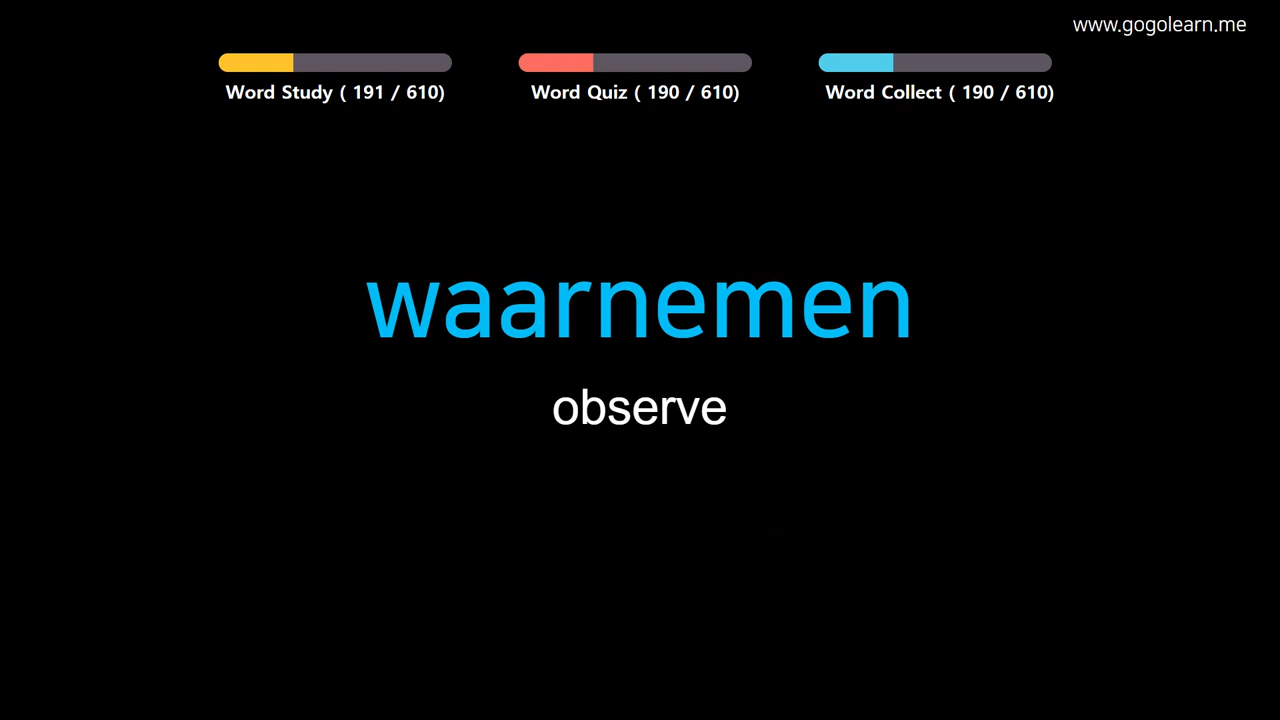 www.gogolearn.me
Word Study ( 191 / 610)
Word Quiz ( 190 / 610)
Word Collect ( 190 / 610)
waarnemen
observe